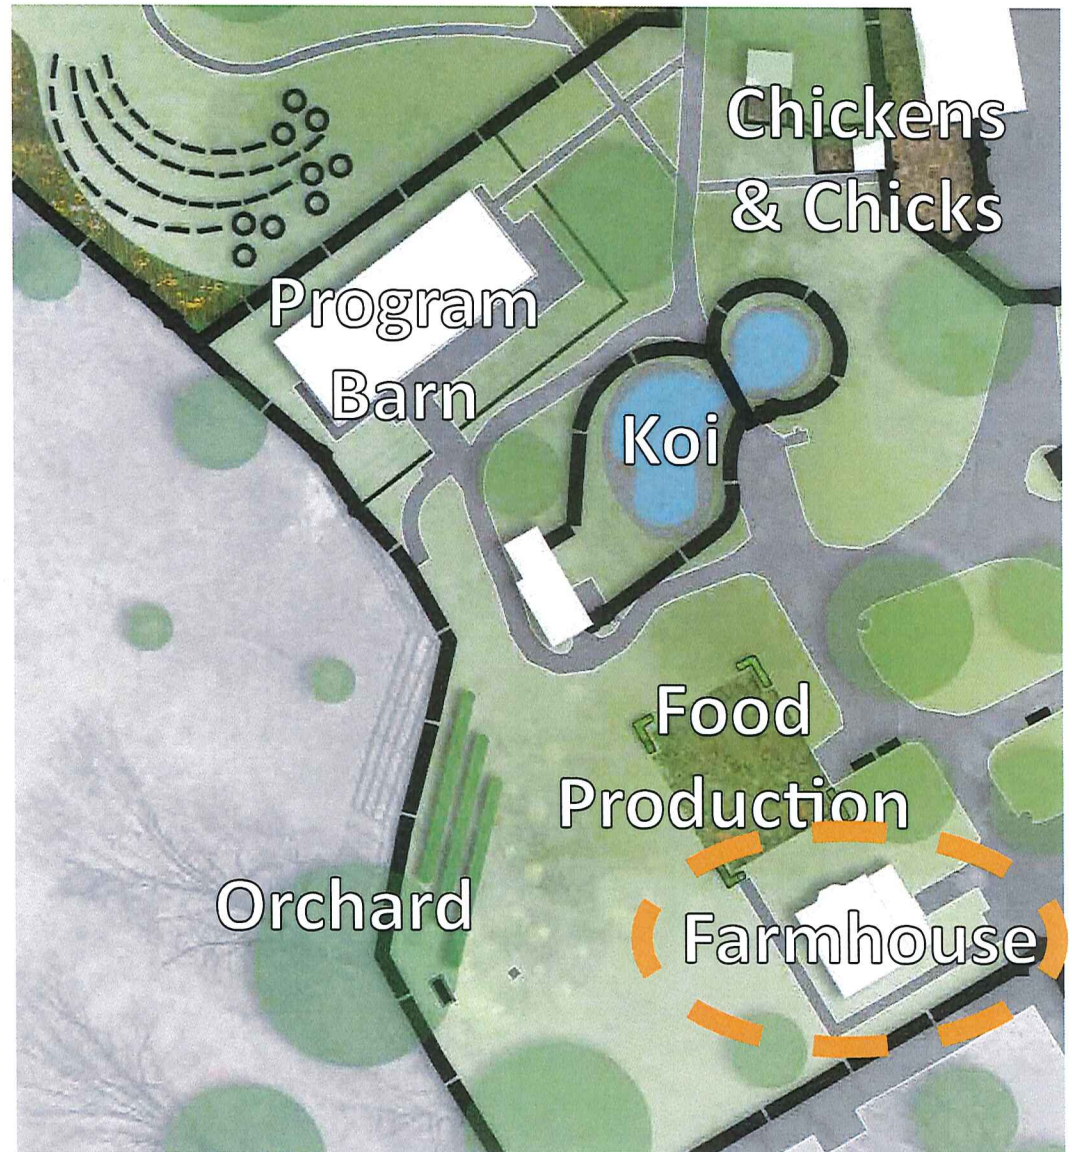 Chickens
& Chicks
Program
Barn
Koi
Food
Production
Orchard
Farmhouse